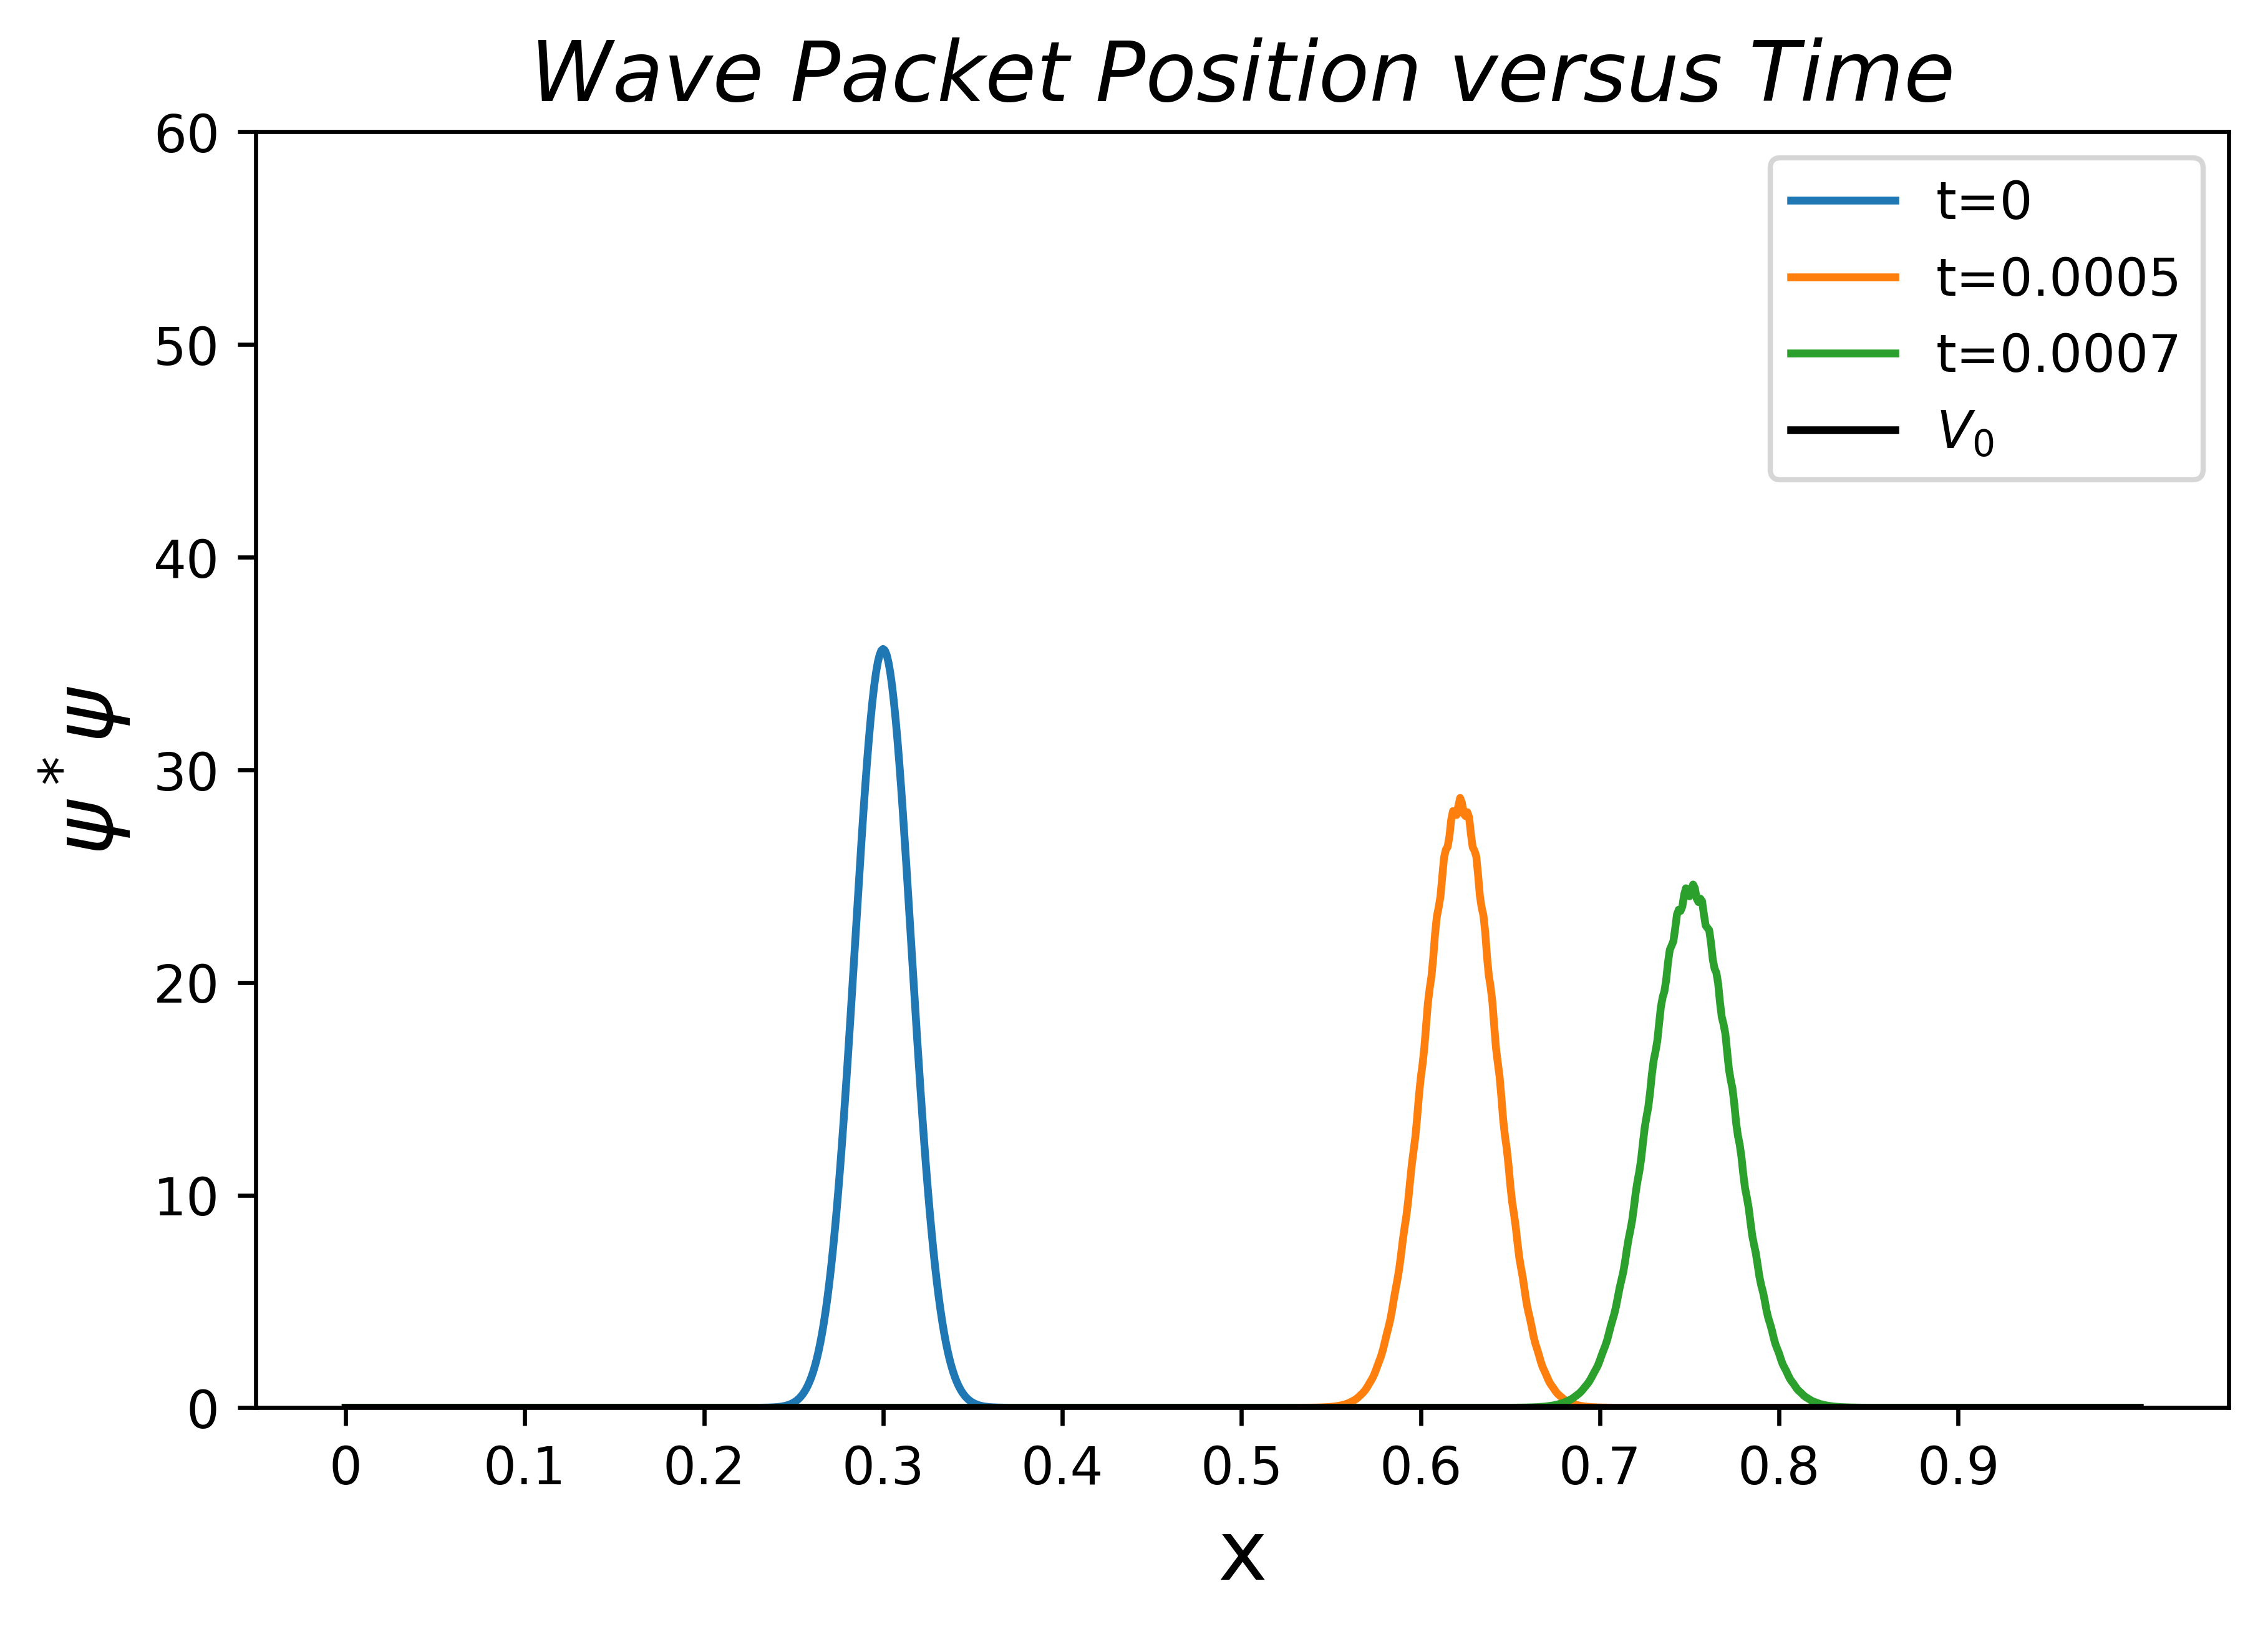 Wave Packet Position versus Time
60
50
40
30
20
10
0
ψ*ψ
t=0
t=0.0005
t=0.0007
V₀
0 0.1 0.2 0.3 0.4 0.5 0.6 0.7 0.8 0.9
x